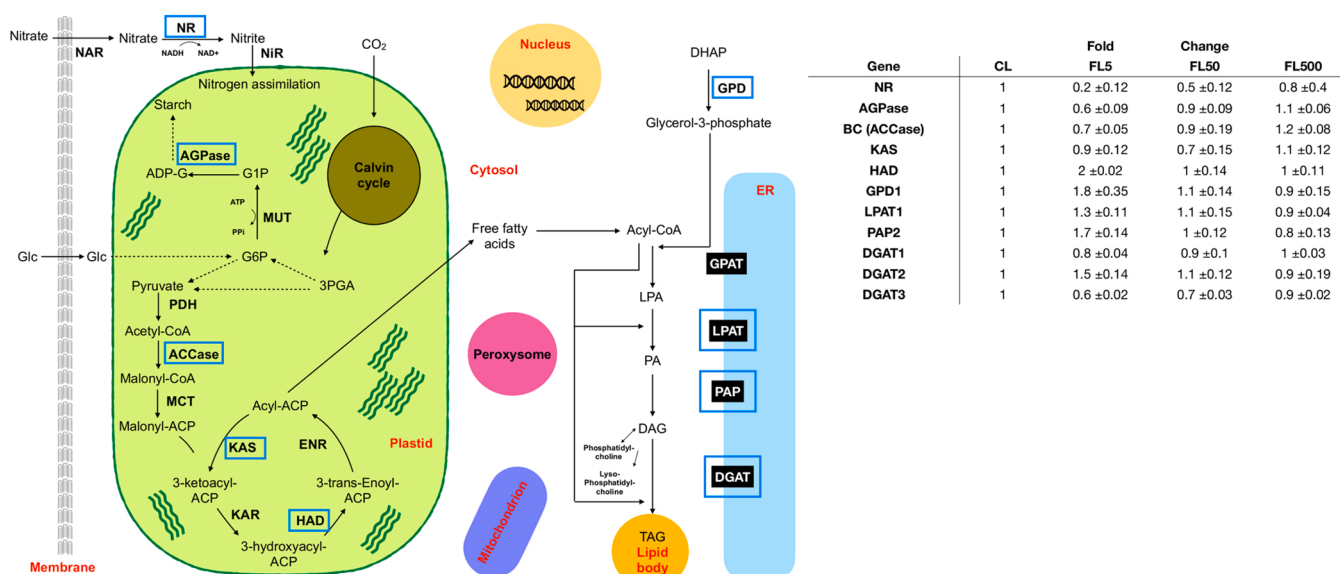 Nitrate
NAR
Nitrate
NR
NADH
NAD+
Nitrite
NiR
CO2
Nitrogen assimilation
Starch
AGPase
ADP-G
G1P
ATP
PPi
MUT
Calvin
cycle
Glc
Glc
G6P
3PGA
Pyruvate
PDH
Acetyl-CoA
ACCase
Malonyl-CoA
MCT
Malonyl-ACP
Acyl-ACP
KAS
ENR
Plastid
3-ketoacyl-
ACP
3-trans-Enoyl-
ACP
KAR
HAD
3-hydroxyacyl-
ACP
Membrane
Nucleus
Cytosol
Free fatty
acids
Peroxysome
Mitochondrion
DHAP
GPD
Glycerol-3-phosphate
ER
Acyl-CoA
GPAT
LPA
LPAT
PA
PAP
DAG
Phosphatidyl-
choline
Lyso-
Phosphatidyl-
choline
DGAT
TAG
Lipid
body
Fold Change
Gene CL FL5 FL50 FL500
NR 1 0.2 ±0.12 0.5 ±0.12 0.8 ±0.4
AGPase 1 0.6 ±0.09 0.9 ±0.09 1.1 ±0.06
BC (ACCase) 1 0.7 ±0.05 0.9 ±0.19 1.2 ±0.08
KAS 1 0.9 ±0.12 0.7 ±0.15 1.1 ±0.12
HAD 1 2 ±0.02 1 ±0.14 1 ±0.11
GPD1 1 1.8 ±0.35 1.1 ±0.14 0.9 ±0.15
LPAT1 1 1.3 ±0.11 1.1 ±0.15 0.9 ±0.04
PAP2 1 1.7 ±0.14 1 ±0.12 0.8 ±0.13
DGAT1 1 0.8 ±0.04 0.9 ±0.1 1 ±0.03
DGAT2 1 1.5 ±0.14 1.1 ±0.12 0.9 ±0.19
DGAT3 1 0.6 ±0.02 0.7 ±0.03 0.9 ±0.02